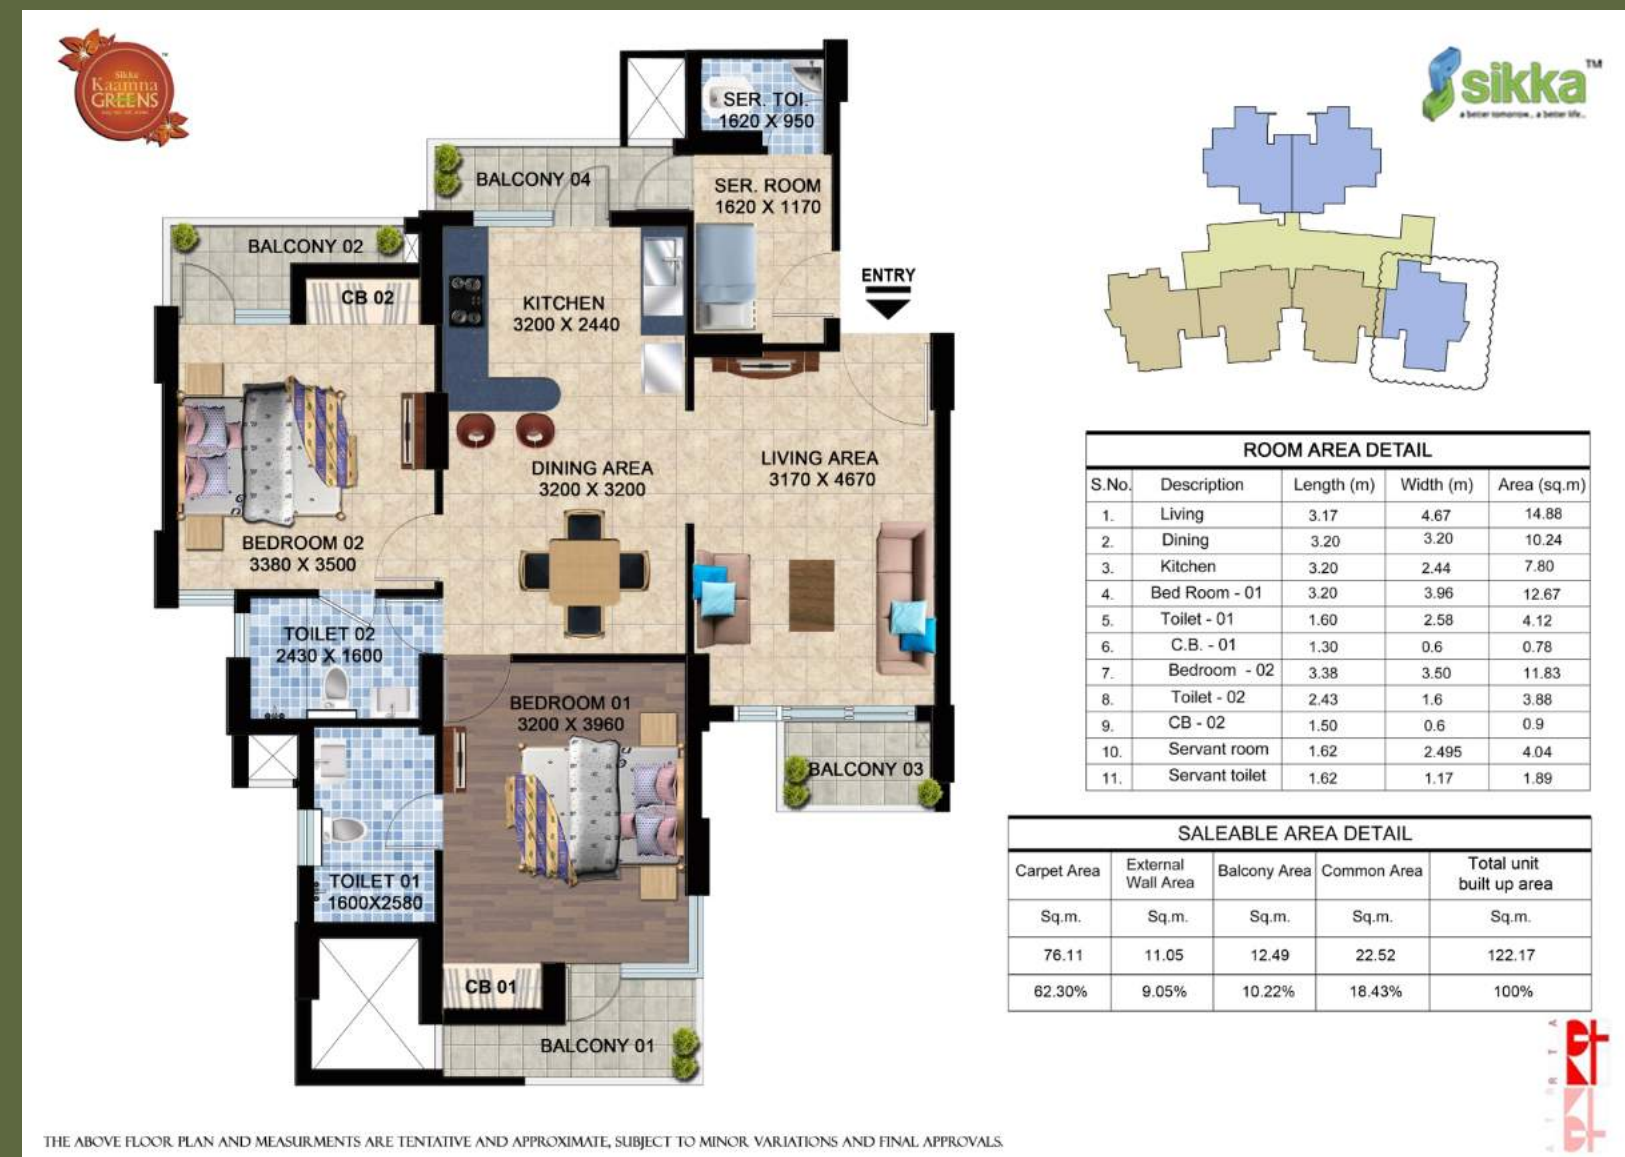 Sikka
Kaamna
GREENS
sikka™
a better tomorrow.. a better life..
SER. TOI.
1620 X 950
BALCONY 04
SER. ROOM
1620 X 1170
BALCONY 02
CB 02
KITCHEN
3200 X 2440
ENTRY
DINING AREA
3200 X 3200
LIVING AREA
3170 X 4670
BEDROOM 02
3380 X 3500
TOILET 02
2430 X 1600
BEDROOM 01
3200 X 3960
BALCONY 03
TOILET 01
1600X2580
CB 01
BALCONY 01
ROOM AREA DETAIL
S.No. Description Length (m) Width (m) Area (sq.m)
1. Living 3.17 4.67 14.88
2. Dining 3.20 3.20 10.24
3. Kitchen 3.20 2.44 7.80
4. Bed Room - 01 3.20 3.96 12.67
5. Toilet - 01 1.60 2.58 4.12
6. C.B. - 01 1.30 0.6 0.78
7. Bedroom - 02 3.38 3.50 11.83
8. Toilet - 02 2.43 1.6 3.88
9. CB - 02 1.50 0.6 0.9
10. Servant room 1.62 2.495 4.04
11. Servant toilet 1.62 1.17 1.89
SALEABLE AREA DETAIL
Carpet Area External Wall Area Balcony Area Common Area Total unit built up area
Sq.m. Sq.m. Sq.m. Sq.m. Sq.m.
76.11 11.05 12.49 22.52 122.17
62.30% 9.05% 10.22% 18.43% 100%
THE ABOVE FLOOR PLAN AND MEASURMENTS ARE TENTATIVE AND APPROXIMATE, SUBJECT TO MINOR VARIATIONS AND FINAL APPROVALS.